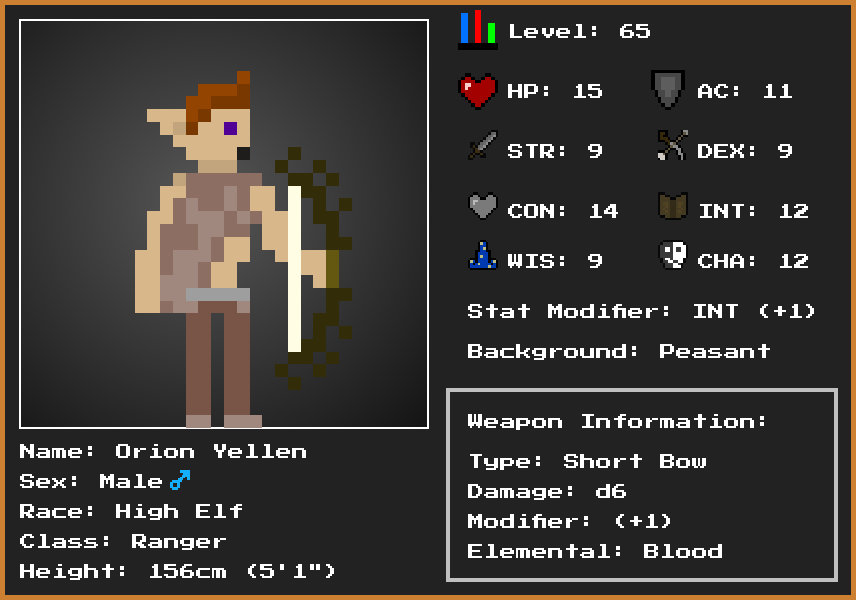 Level: 65
HP: 15
AC: 11
STR: 9
DEX: 9
CON: 14
INT: 12
WIS: 9
CHA: 12
Stat Modifier: INT (+1)
Background: Peasant
Weapon Information:
Type: Short Bow
Damage: d6
Modifier: (+1)
Elemental: Blood
Name: Orion Yellen
Sex: Male ♂
Race: High Elf
Class: Ranger
Height: 156cm (5'1")